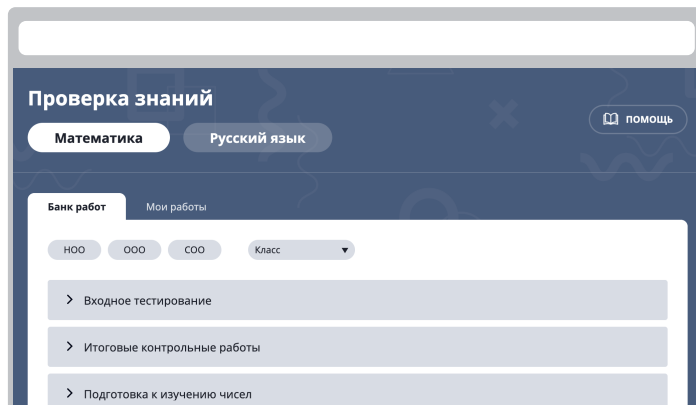 Проверка знаний
помощь
Математика
Русский язык
Банк работ
Мои работы
НОО
ООО
СОО
Класс
Входное тестирование
Итоговые контрольные работы
Подготовка к изучению чисел